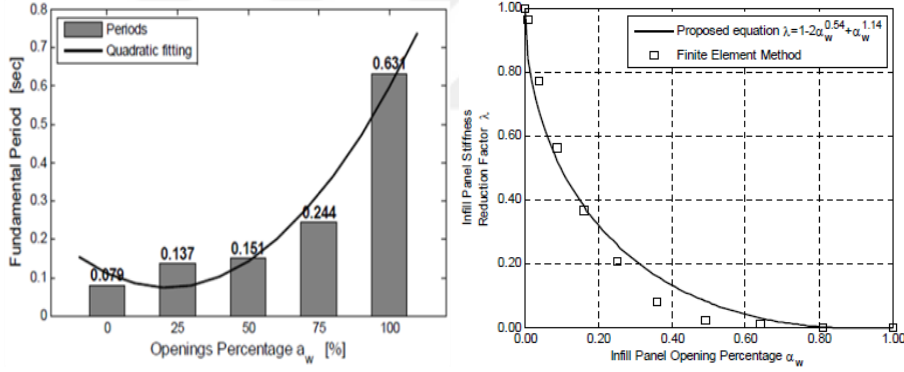 0.8
0.7
0.6
0.5
0.4
0.3
0.2
0.1
0
Fundamental Period [sec]
Periods
Quadratic fitting
0.079
0.137
0.151
0.244
0.631
0 25 50 75 100
Openings Percentage a_w [%]
1.00
0.80
0.60
0.40
0.20
0.00
Infill Panel Stiffness
Reduction Factor λ
Proposed equation λ=1-2α_w^0.54+α_w^1.14
Finite Element Method
0.00 0.20 0.40 0.60 0.80 1.00
Infill Panel Opening Percentage α_w